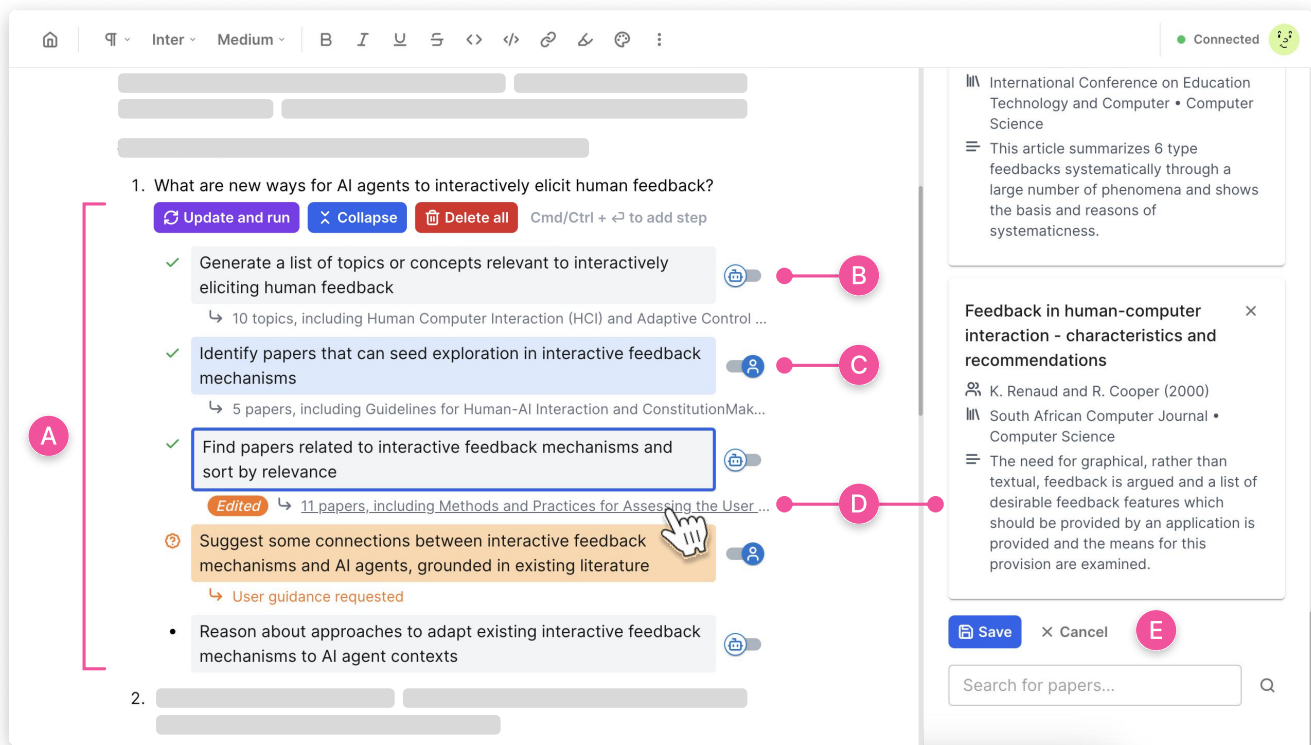 Inter
Medium
B
I
U
S
Connected
International Conference on Education
Technology and Computer • Computer
Science
This article summarizes 6 type
feedbacks systematically through a
large number of phenomena and shows
the basis and reasons of
systematicness.
1. What are new ways for AI agents to interactively elicit human feedback?
Update and run
Collapse
Delete all
Cmd/Ctrl + ↵ to add step
A
Generate a list of topics or concepts relevant to interactively
eliciting human feedback
B
10 topics, including Human Computer Interaction (HCI) and Adaptive Control ...
Identify papers that can seed exploration in interactive feedback
mechanisms
C
5 papers, including Guidelines for Human-AI Interaction and ConstitutionMak...
Find papers related to interactive feedback mechanisms and
sort by relevance
Edited
11 papers, including Methods and Practices for Assessing the User ...
D
Suggest some connections between interactive feedback
mechanisms and AI agents, grounded in existing literature
User guidance requested
• Reason about approaches to adapt existing interactive feedback
mechanisms to AI agent contexts
2.
Feedback in human-computer
interaction - characteristics and
recommendations
K. Renaud and R. Cooper (2000)
South African Computer Journal •
Computer Science
The need for graphical, rather than
textual, feedback is argued and a list of
desirable feedback features which
should be provided by an application is
provided and the means for this
provision are examined.
Save
Cancel
E
Search for papers...